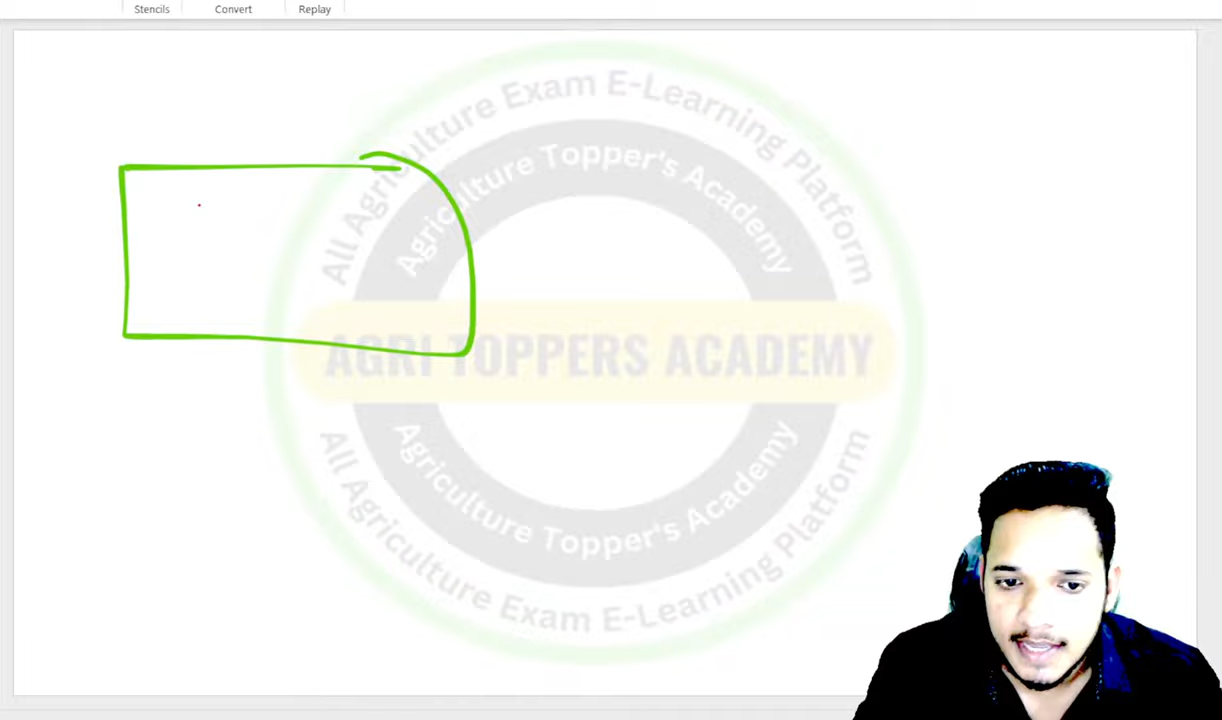 Stencils Convert Replay
All Agriculture Exam E-Learning Platform
Agriculture Topper's Academy
AGRI TOPPERS ACADEMY
Agriculture Topper's Academy
All Agriculture Exam E-Learning Platform